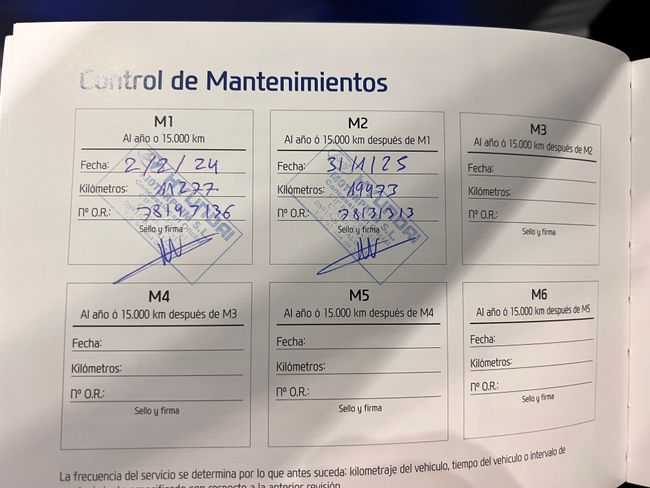 Control de Mantenimientos
M1
Al año o 15.000 km
Fecha: 2/2/24
Kilómetros: 11277
Nº O.R.:
Sello y firma
M2
Al año ó 15.000 km después de M1
Fecha: 31/1/25
Kilómetros: 19473
Nº O.R.: 78131313
Sello y firma
M3
Al año ó 15.000 km después de M2
Fecha:
Kilómetros:
Nº O.R.:
Sello y firma
M4
Al año ó 15.000 km después de M3
Fecha:
Kilómetros:
Nº O.R.:
Sello y firma
M5
Al año ó 15.000 km después de M4
Fecha:
Kilómetros:
Nº O.R.:
Sello y firma
M6
Al año ó 15.000 km después de M5
Fecha:
Kilómetros:
Nº O.R.:
Sello y firma
HYUNDAI
La frecuencia del servicio se determina por lo que antes suceda: kilometraje del vehículo, tiempo del vehículo o intervalo de